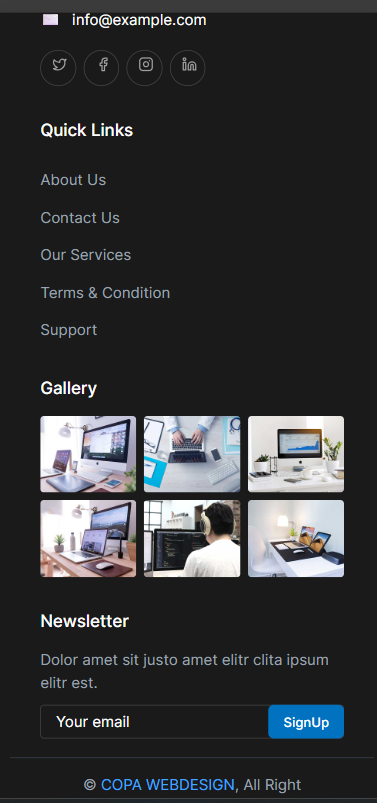 info@example.com
Quick Links
About Us
Contact Us
Our Services
Terms & Condition
Support
Gallery
Newsletter
Dolor amet sit justo amet elitr clita ipsum
elitr est.
Your email
SignUp
© COPA WEBDESIGN, All Right